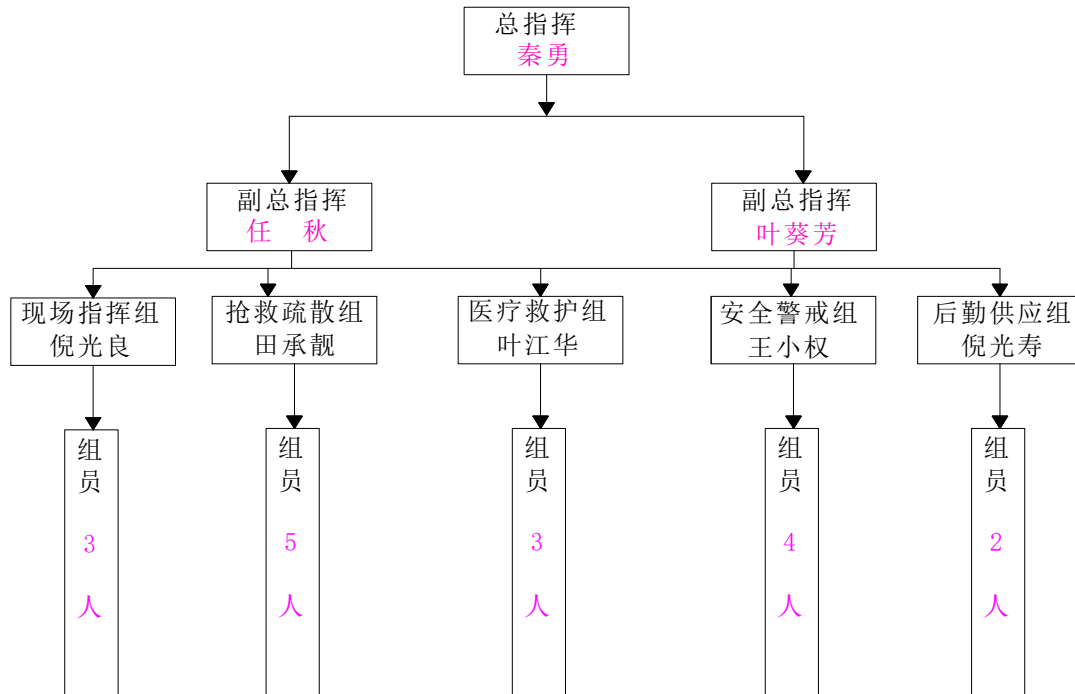 总指挥
秦勇
副总指挥
任 秋
副总指挥
叶葵芳
现场指挥组
倪光良
抢救疏散组
田承靓
医疗救护组
叶江华
安全警戒组
王小权
后勤供应组
倪光寿
组
员
3
人
组
员
5
人
组
员
3
人
组
员
4
人
组
员
2
人